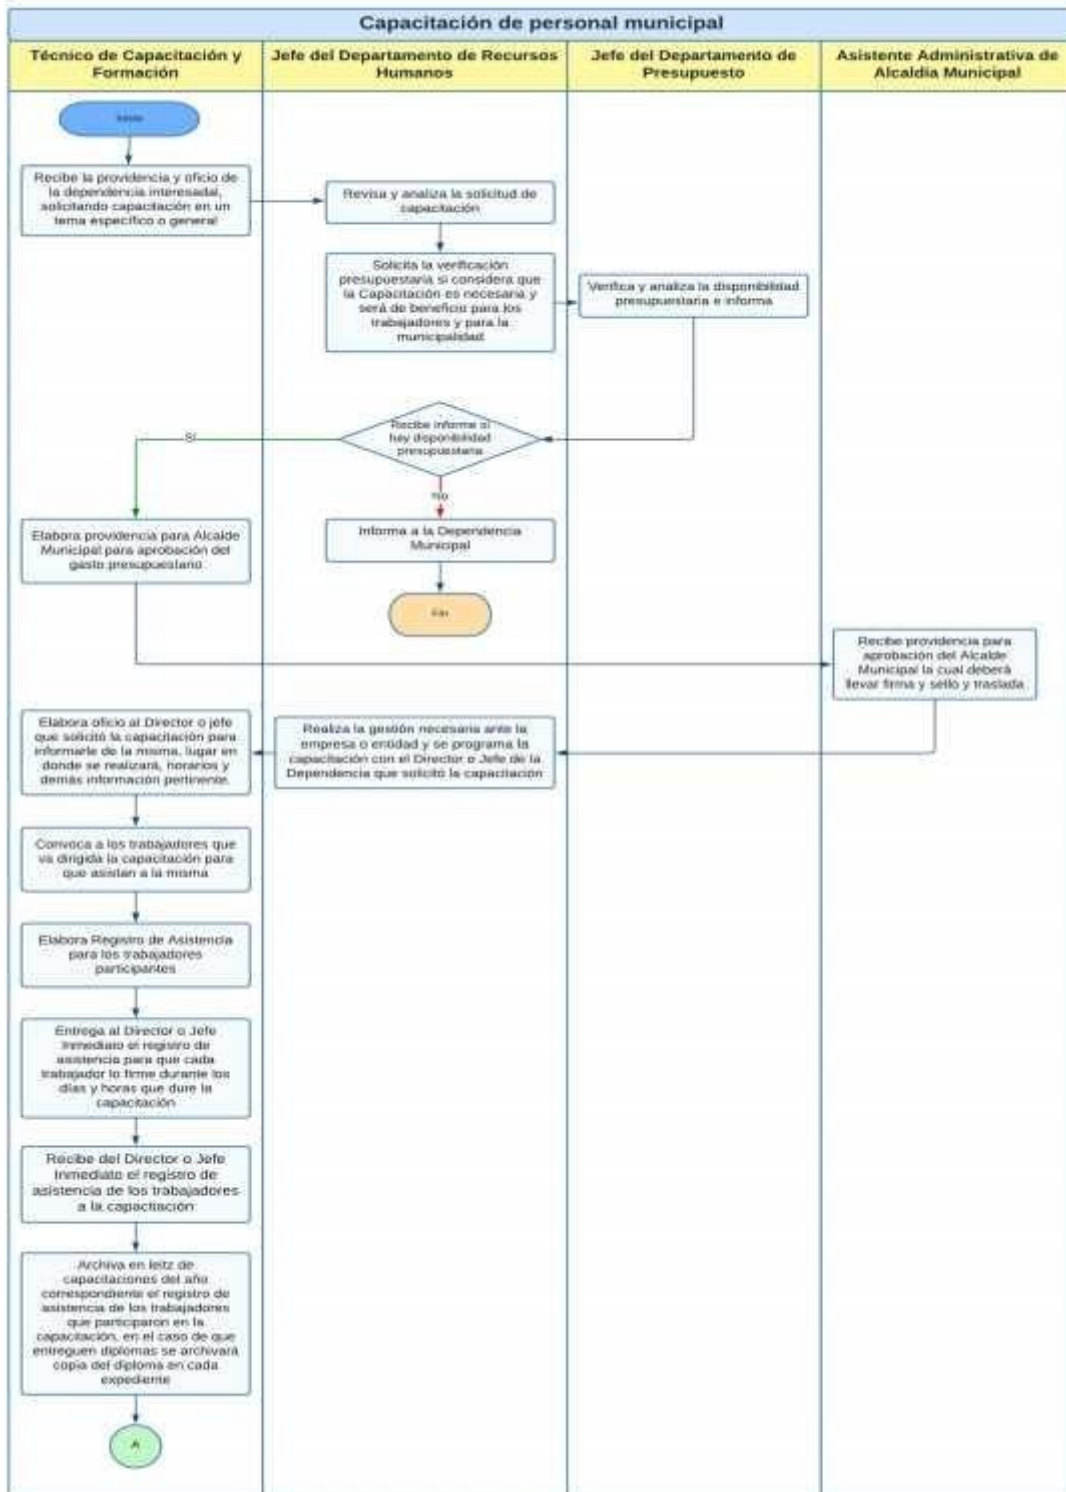 Capacitación de personal municipal
Técnico de Capacitación y
Formación
Jefe del Departamento de Recursos
Humanos
Jefe del Departamento de
Presupuesto
Asistente Administrativa de
Alcaldía Municipal
Inicio
Recibe la providencia y oficio de
la dependencia interesadal,
solicitando capacitación en un
tema específico o general
Revisa y analiza la solicitud de
capacitación
Solicita la verificación
presupuestaria si considera que
la Capacitación es necesaria y
será de beneficio para los
trabajadores y para la
municipalidad
Verifica y analiza la disponibilidad
presupuestaria e informa
Recibe informe si
hay disponibilidad
presupuestaria
Si
No
Elabora providencia para Alcalde
Municipal para aprobación del
gasto presupuestario
Informa a la Dependencia
Municipal
Fin
Recibe providencia para
aprobación del Alcalde
Municipal la cual deberá
llevar firma y sello y traslada
Elabora oficio al Director o jefe
que solicitó la capacitación para
informarle de la misma, lugar en
donde se realizará, horarios y
demás información pertinente.
Realiza la gestión necesaria ante la
empresa o entidad y se programa la
capacitación con el Director o Jefe de la
Dependencia que solicitó la capacitación
Convoca a los trabajadores que
va dirigida la capacitación para
que asistan a la misma
Elabora Registro de Asistencia
para los trabajadores
participantes
Entrega al Director o Jefe
Inmediato el registro de
asistencia para que cada
trabajador lo firme durante los
días y horas que dure la
capacitación
Recibe del Director o Jefe
Inmediato el registro de
asistencia de los trabajadores
a la capactiación
Archiva en leitz de
capacitaciones del año
correspondiente el registro de
asistencia de los trabajadores
que participaron en la
capacitación, en el caso de que
entreguen diplomas se archivará
copia del diploma en cada
expediente
A